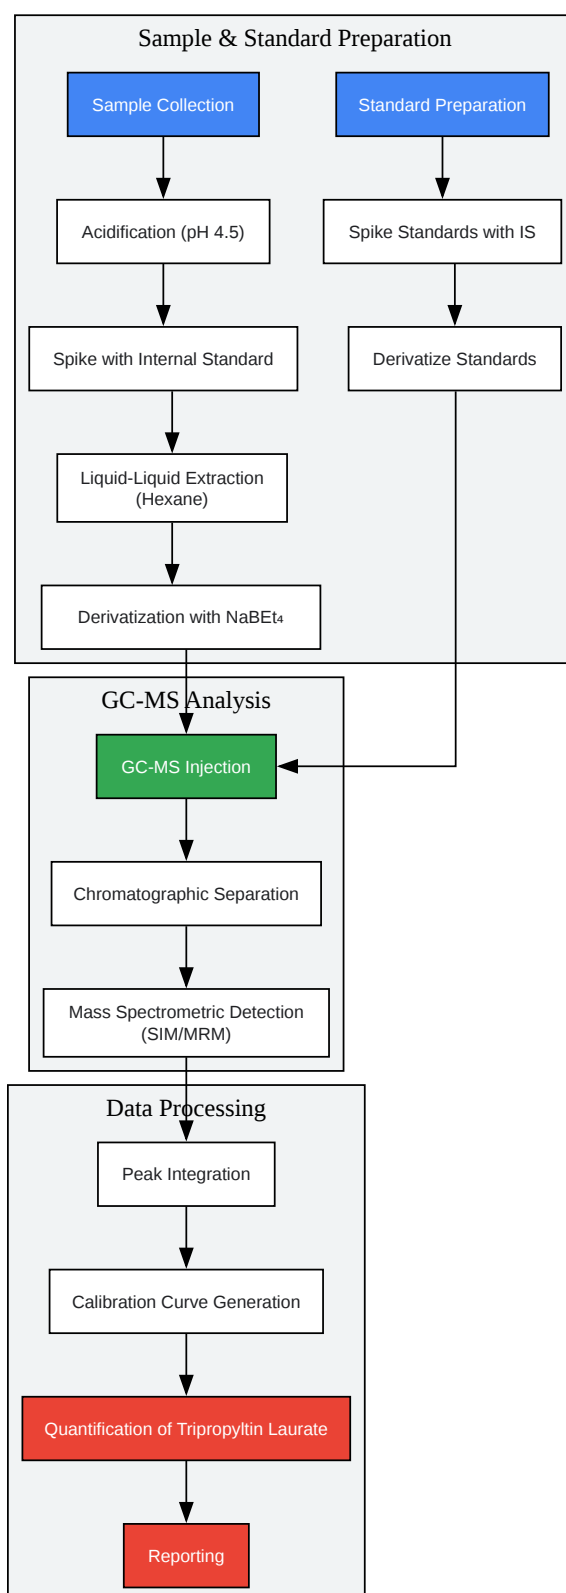 Sample & Standard Preparation
Sample Collection
Standard Preparation
Acidification (pH 4.5)
Spike Standards with IS
Spike with Internal Standard
Derivatize Standards
Liquid-Liquid Extraction
(Hexane)
Derivatization with NaBEt₄
GC-MS Analysis
GC-MS Injection
Chromatographic Separation
Mass Spectrometric Detection
(SIM/MRM)
Data Processing
Peak Integration
Calibration Curve Generation
Quantification of Tripropyltin Laurate
Reporting